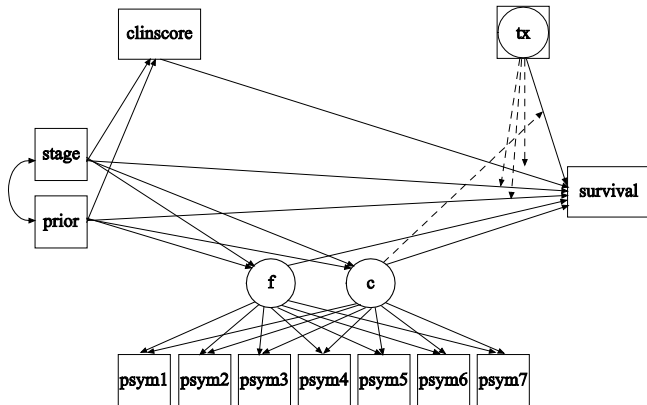 clinscore
tx
stage
survival
prior
f
c
psym1
psym2
psym3
psym4
psym5
psym6
psym7